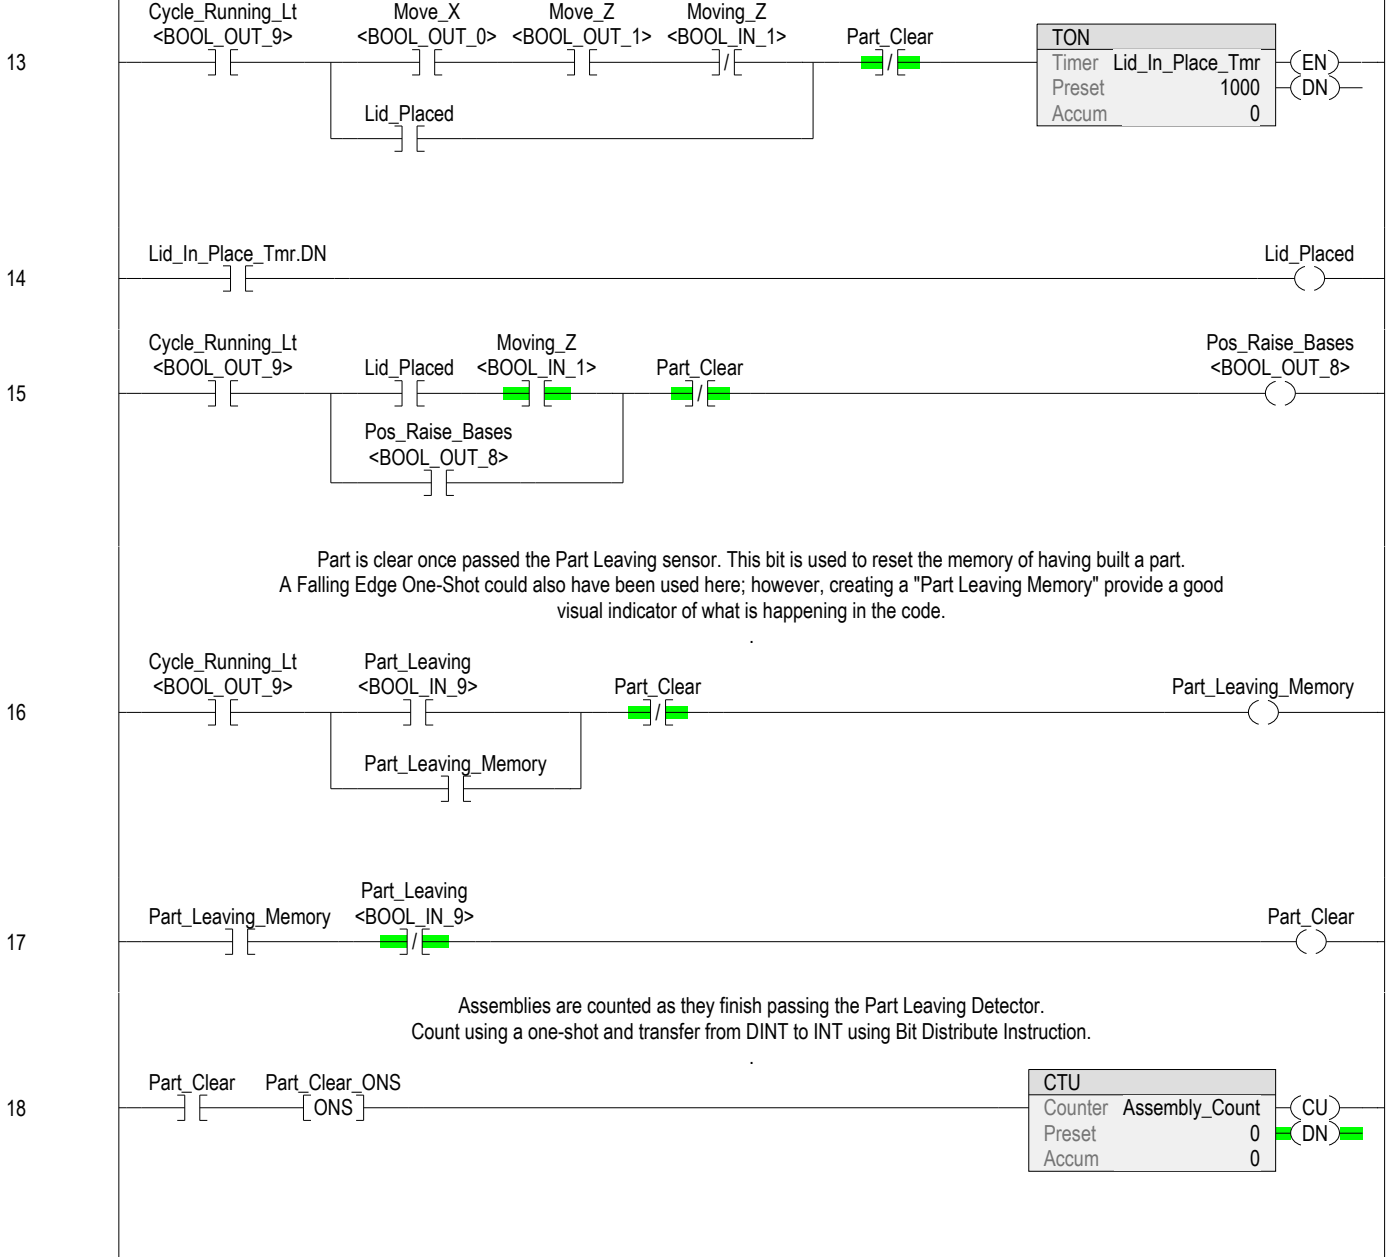 Cycle_Running_Lt Move_X Move_Z Moving_Z
<BOOL_OUT_9> <BOOL_OUT_0> <BOOL_OUT_1> <BOOL_IN_1> Part_Clear
13
TON
Timer Lid_In_Place_Tmr EN
Preset 1000 DN
Accum 0
/ /
Lid_Placed
Lid_In_Place_Tmr.DN Lid_Placed
14
Cycle_Running_Lt Moving_Z Pos_Raise_Bases
<BOOL_OUT_9> Lid_Placed <BOOL_IN_1> Part_Clear <BOOL_OUT_8>
15 /
Pos_Raise_Bases
<BOOL_OUT_8>
Part is clear once passed the Part Leaving sensor. This bit is used to reset the memory of having built a part.
A Falling Edge One-Shot could also have been used here; however, creating a "Part Leaving Memory" provide a good
visual indicator of what is happening in the code.
.
Cycle_Running_Lt Part_Leaving
<BOOL_OUT_9> <BOOL_IN_9> Part_Clear Part_Leaving_Memory
16 /
Part_Leaving_Memory
Part_Leaving
Part_Leaving_Memory <BOOL_IN_9> Part_Clear
17 /
Assemblies are counted as they finish passing the Part Leaving Detector.
Count using a one-shot and transfer from DINT to INT using Bit Distribute Instruction.
.
Part_Clear Part_Clear_ONS
18 ONS
CTU
Counter Assembly_Count CU
Preset 0 DN
Accum 0